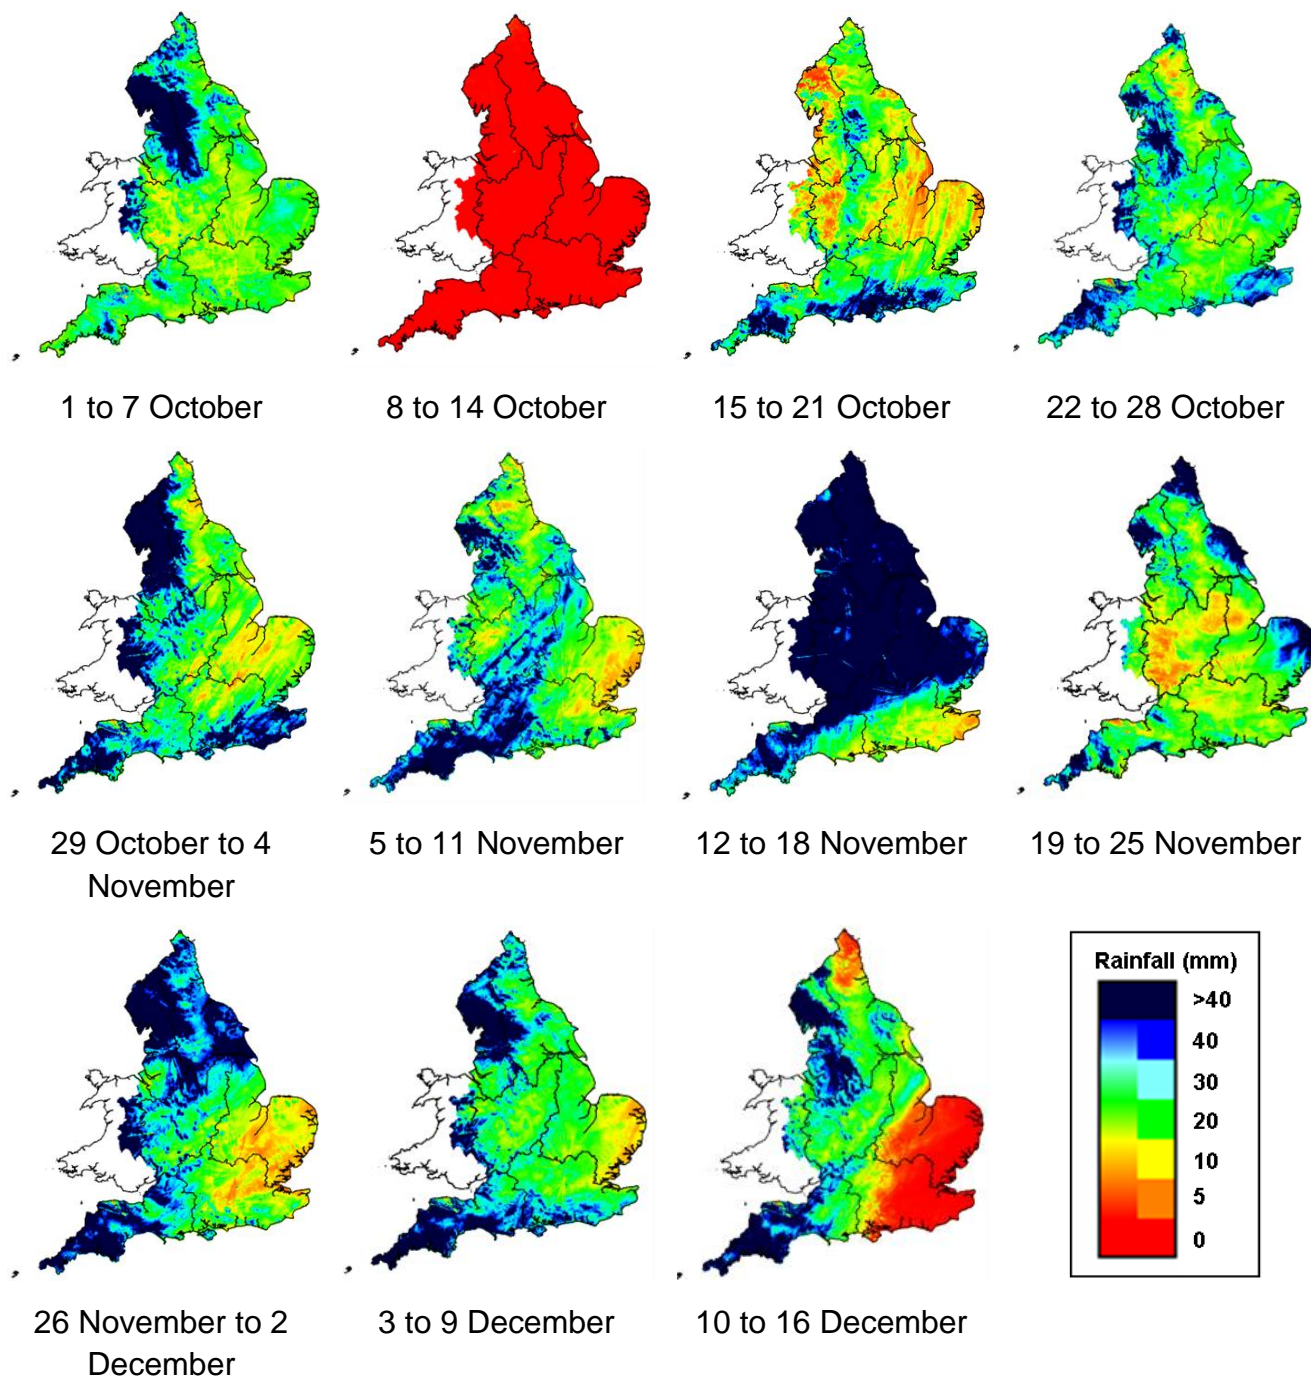 1 to 7 October
8 to 14 October
15 to 21 October
22 to 28 October
29 October to 4
November
5 to 11 November
12 to 18 November
19 to 25 November
26 November to 2
December
3 to 9 December
10 to 16 December
Rainfall (mm)
>40
40
30
20
10
5
0